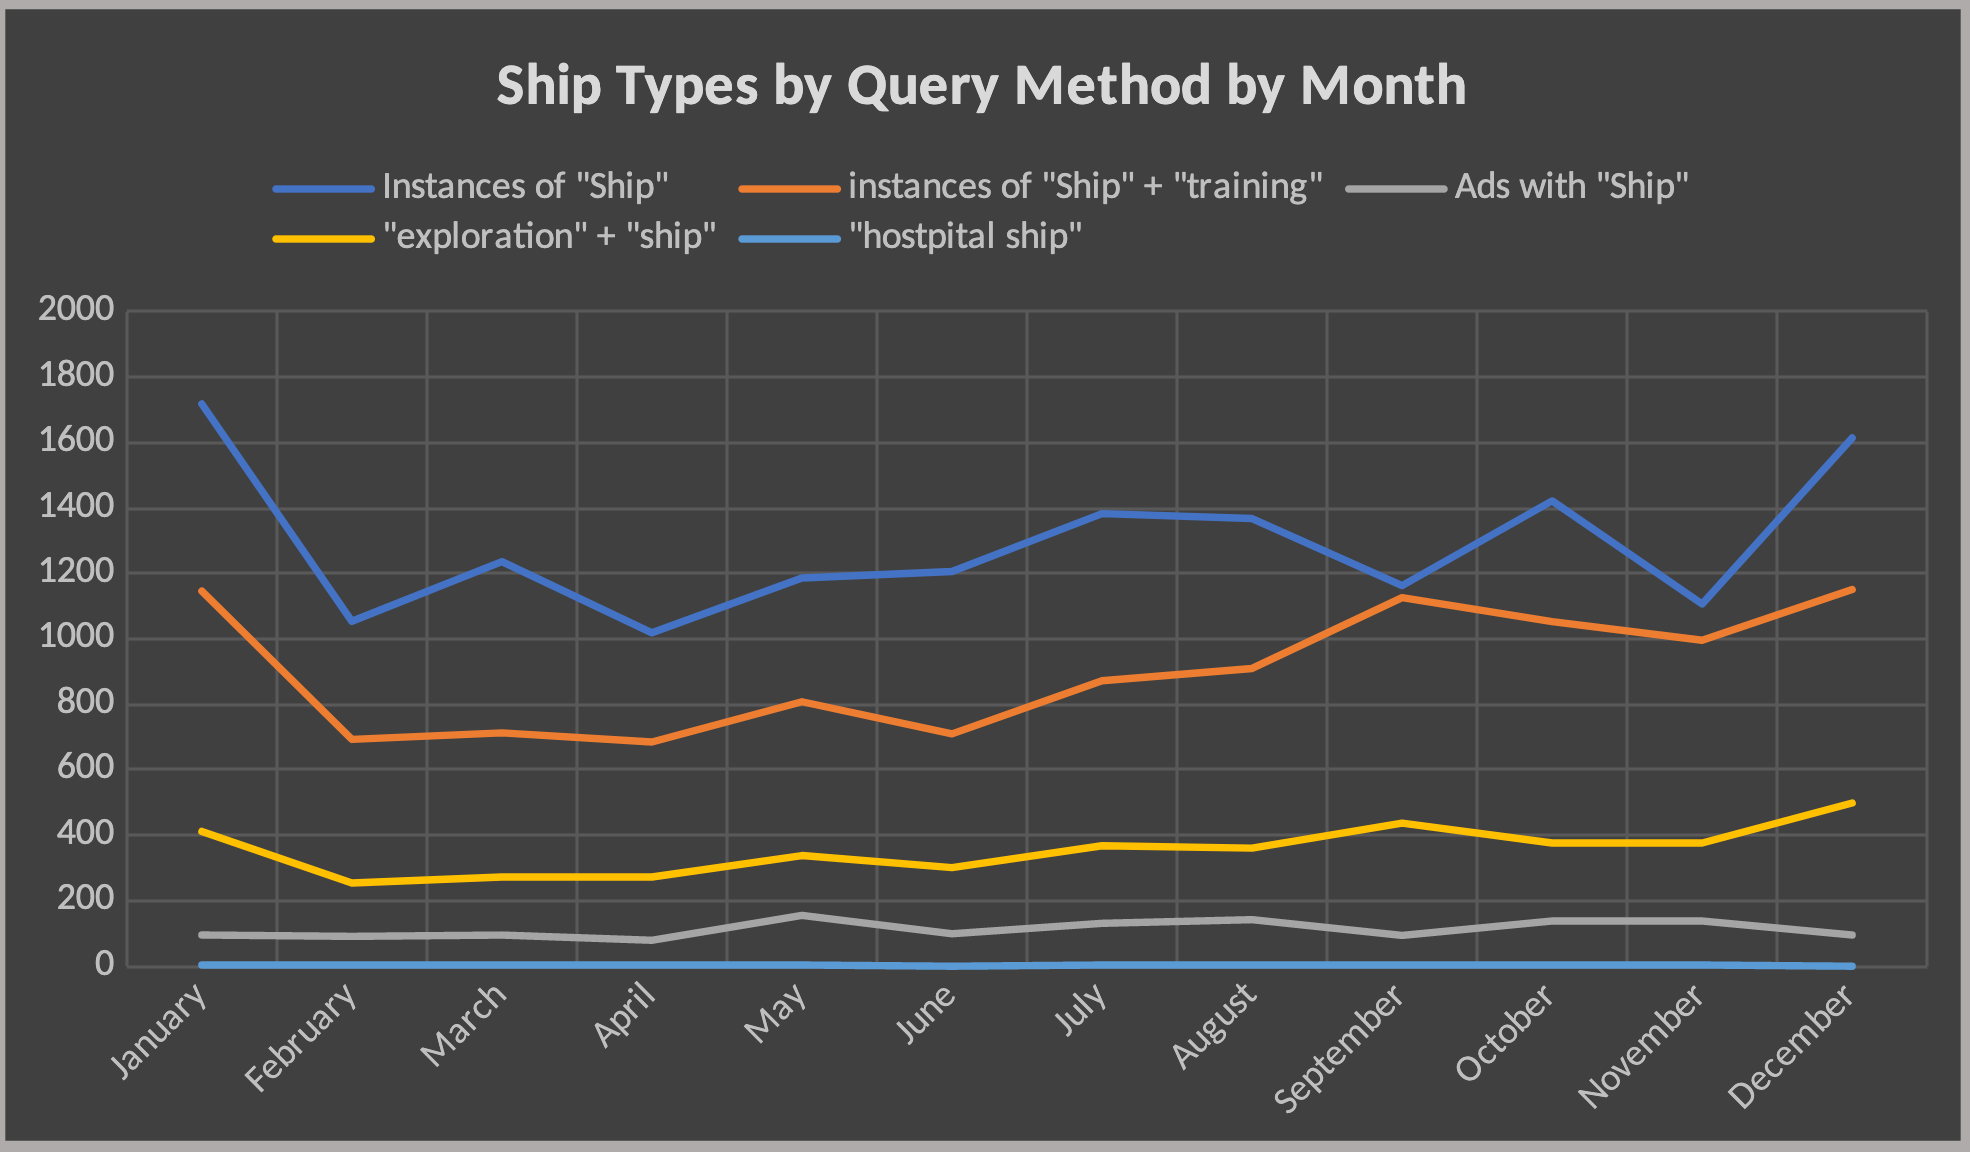 Ship Types by Query Method by Month
Instances of "Ship" instances of "Ship" + "training" Ads with "Ship"
"exploration" + "ship" "hostpital ship"
2000
1800
1600
1400
1200
1000
800
600
400
200
0
January February March April May June July August September October November December